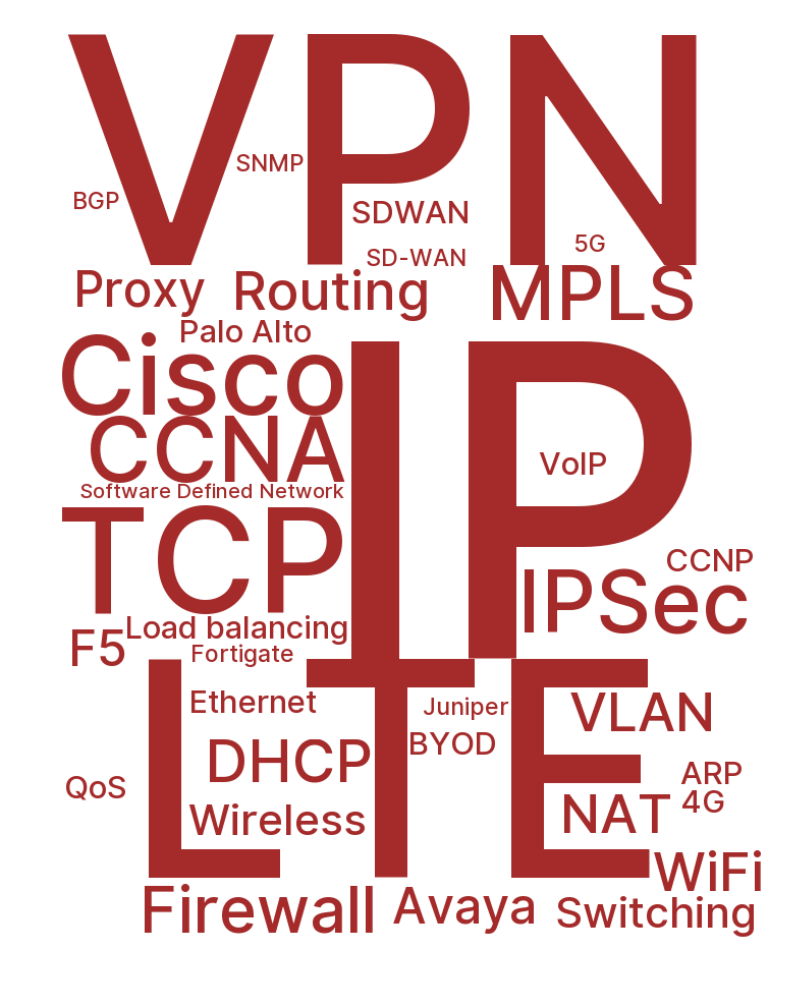 VPN
SNMP
BGP
SDWAN
5G
SD-WAN
Proxy
Routing
MPLS
Palo Alto
Cisco
IP
CCNA
VoIP
Software Defined Network
TCP
CCNP
IPSec
Load balancing
F5
Fortigate
LTE
Ethernet
Juniper
VLAN
BYOD
DHCP
ARP
QoS
4G
NAT
Wireless
WiFi
Firewall
Avaya
Switching